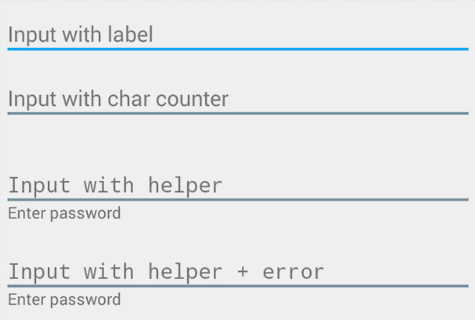 Input with label
Input with char counter
Input with helper
Enter password
Input with helper + error
Enter password